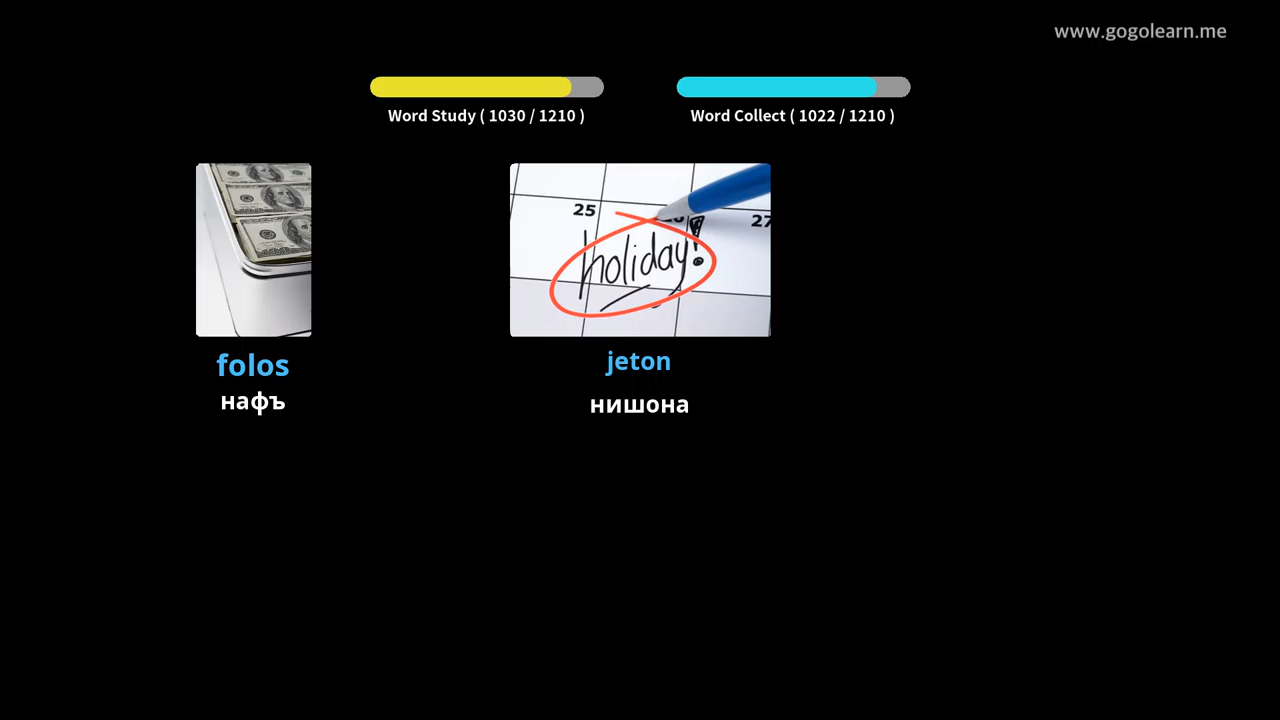 www.gogolearn.me
Word Study ( 1030 / 1210 )
Word Collect ( 1022 / 1210 )
25
27
holiday!
folos
нафъ
jeton
нишона